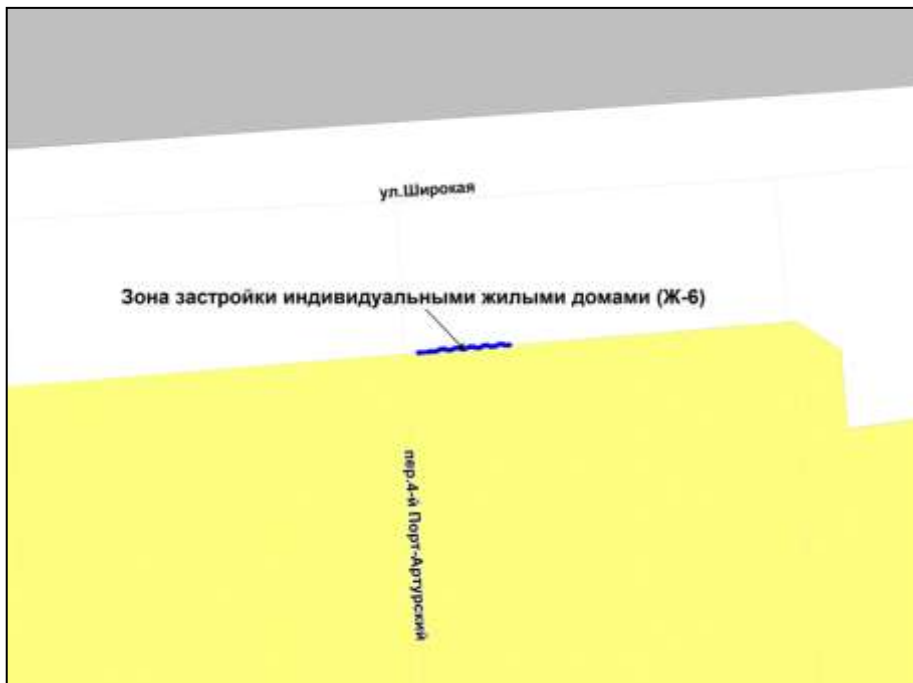 ул.Широкая
Зона застройки индивидуальными жилыми домами (Ж-6)
пер.4-й Порт-Артурский